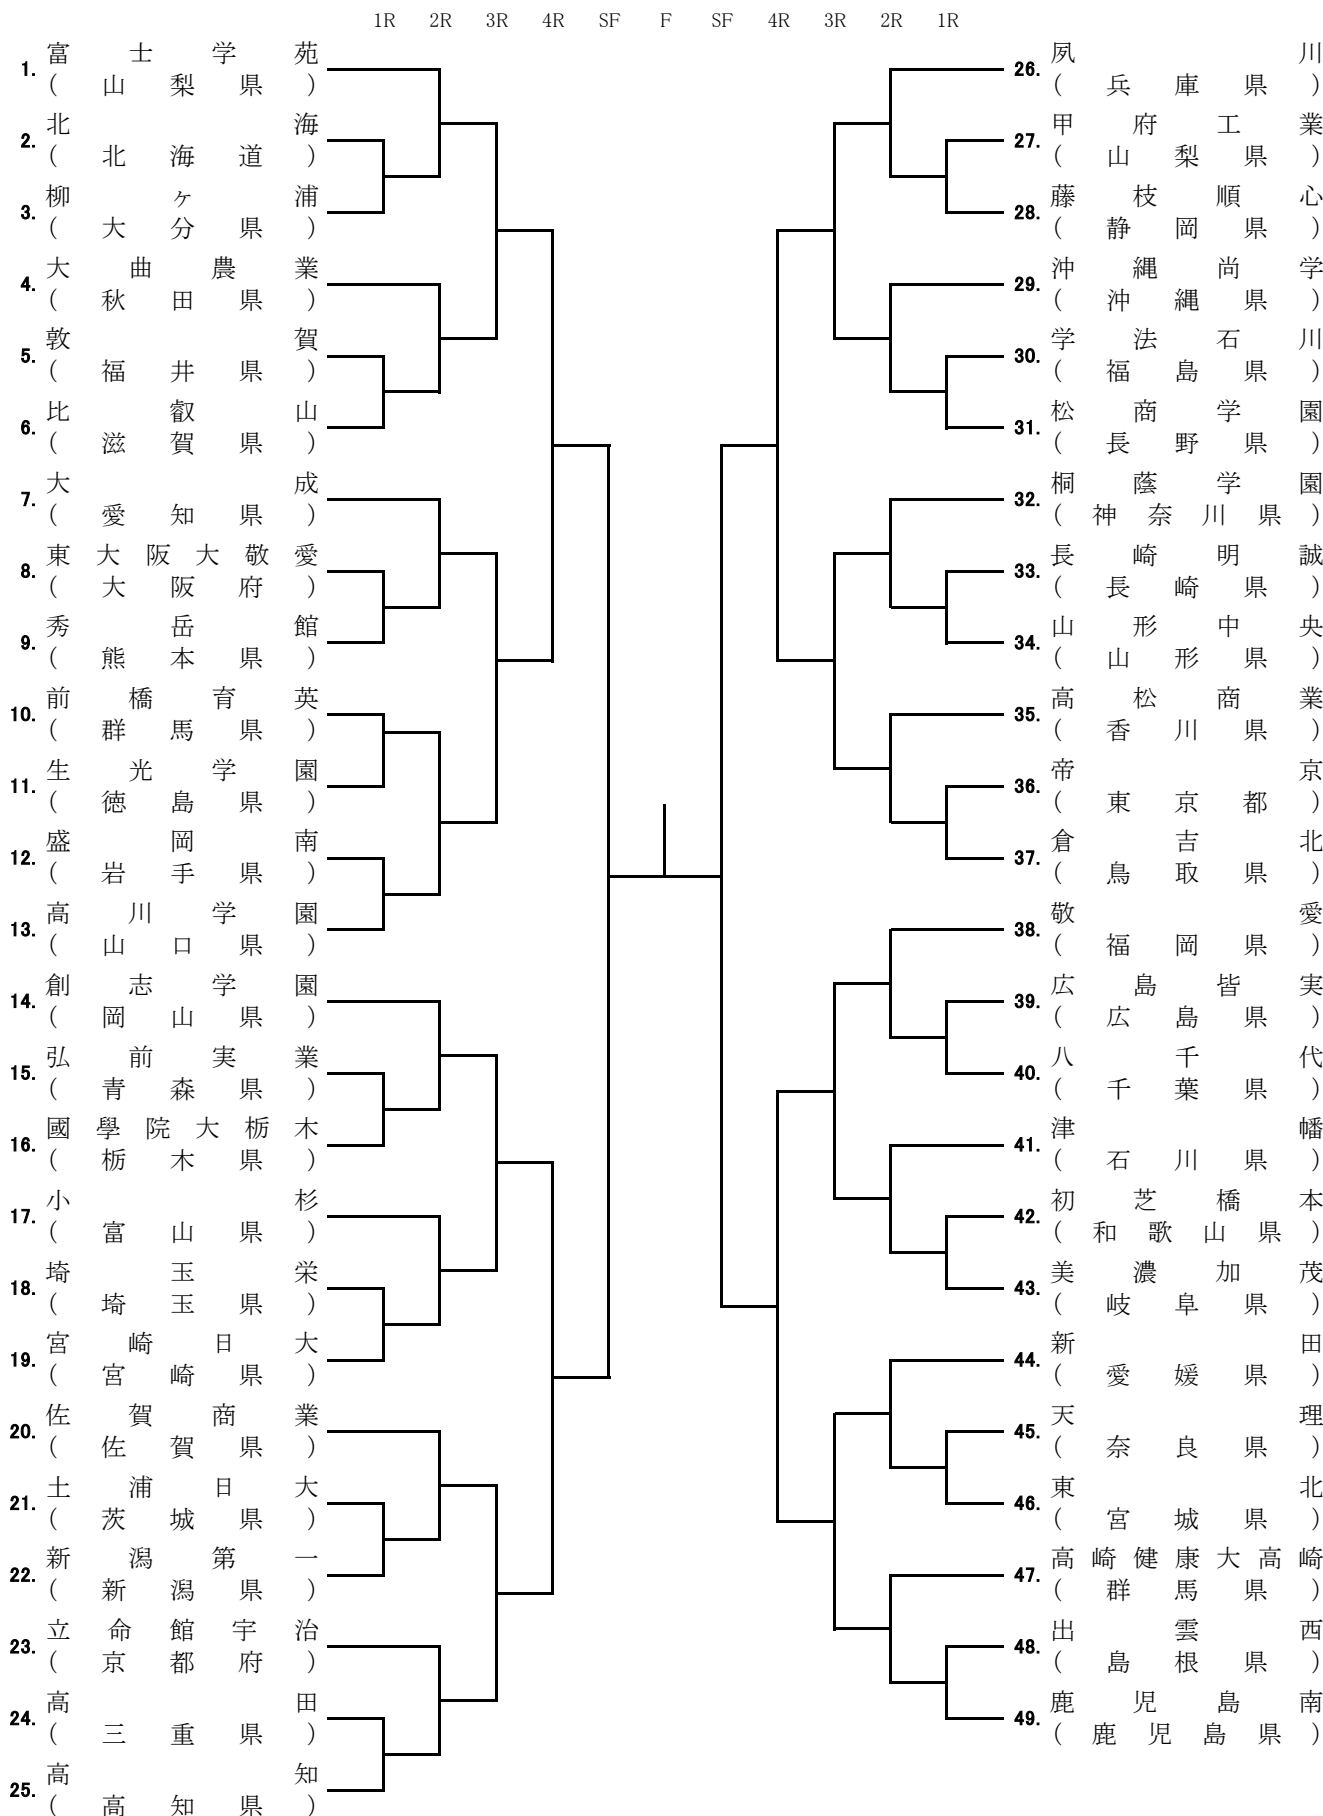 1R 2R 3R 4R SF F SF 4R 3R 2R 1R
1. 富士学苑
(山梨県)
2. 北海
(北海道)
3. 柳ヶ浦
(大分県)
4. 大曲農業
(秋田県)
5. 敦賀
(福井県)
6. 比叡山
(滋賀県)
7. 大成
(愛知県)
8. 東大阪大敬愛
(大阪府)
9. 秀岳館
(熊本県)
10. 前橋育英
(群馬県)
11. 生光学園
(徳島県)
12. 盛岡南
(岩手県)
13. 高川学園
(山口県)
14. 創志学園
(岡山県)
15. 弘前実業
(青森県)
16. 國學院大栃木
(栃木県)
17. 小杉
(富山県)
18. 埼玉栄
(埼玉県)
19. 宮崎日大
(宮崎県)
20. 佐賀商業
(佐賀県)
21. 土浦日大
(茨城県)
22. 新潟第一
(新潟県)
23. 立命館宇治
(京都府)
24. 高田
(三重県)
25. 高知
(高知県)
26. 夙川
(兵庫県)
27. 甲府工業
(山梨県)
28. 藤枝順心
(静岡県)
29. 沖縄尚学
(沖縄県)
30. 学法石川
(福島県)
31. 松商学園
(長野県)
32. 桐蔭学園
(神奈川県)
33. 長崎明誠
(長崎県)
34. 山形中央
(山形県)
35. 高松商業
(香川県)
36. 帝京
(東京都)
37. 倉吉北
(鳥取県)
38. 敬愛
(福岡県)
39. 広島皆実
(広島県)
40. 八千代
(千葉県)
41. 津幡
(石川県)
42. 初芝橋本
(和歌山県)
43. 美濃加茂
(岐阜県)
44. 新田
(愛媛県)
45. 天理
(奈良県)
46. 東北
(宮城県)
47. 高崎健康大高崎
(群馬県)
48. 出雲西
(島根県)
49. 鹿児島南
(鹿児島県)